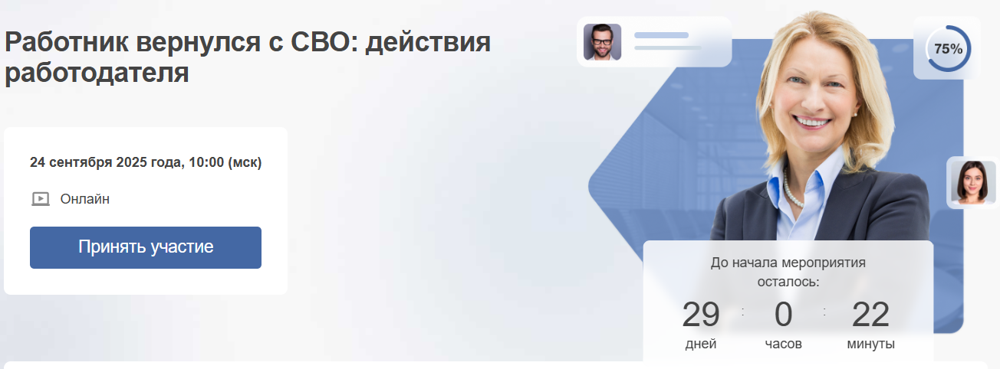 Работник вернулся с СВО: действия
работодателя
24 сентября 2025 года, 10:00 (мск)
Онлайн
Принять участие
75%
До начала мероприятия
осталось:
29 : 0 : 22
дней часов минуты